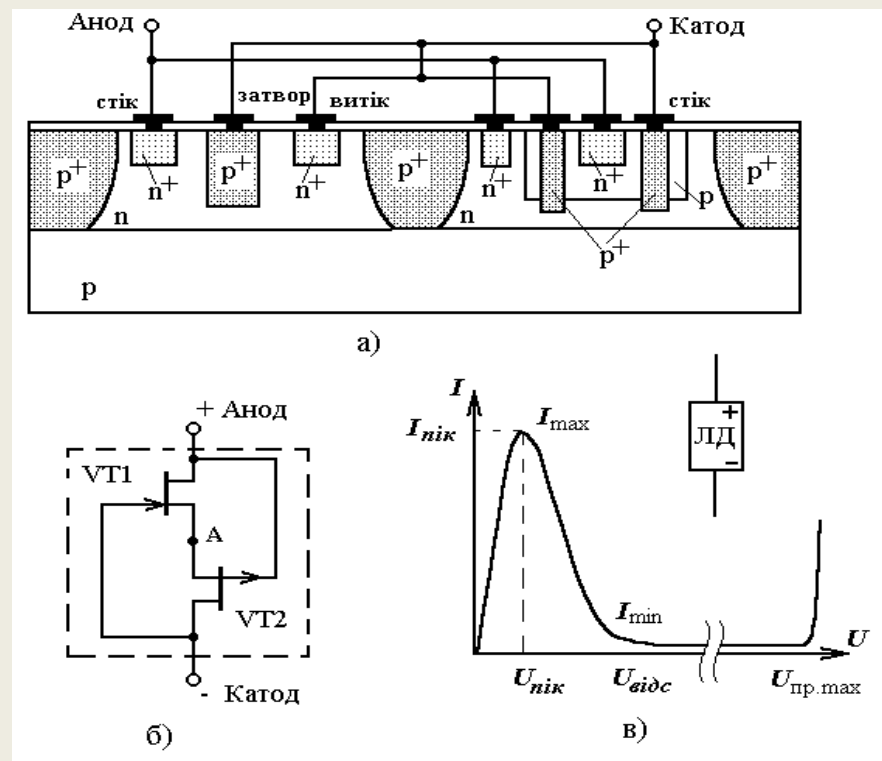 Анод Катод
стік затвор витік стік
p+ n+ p+ n+ p+ n+ n+ p p+
n n p+
p
а)
+ Анод
VT1
A
VT2
- Катод
б)
I
Iпік Imax
ЛД
+
-
Imin
U
Uпік Uвідс Uпр.max
в)